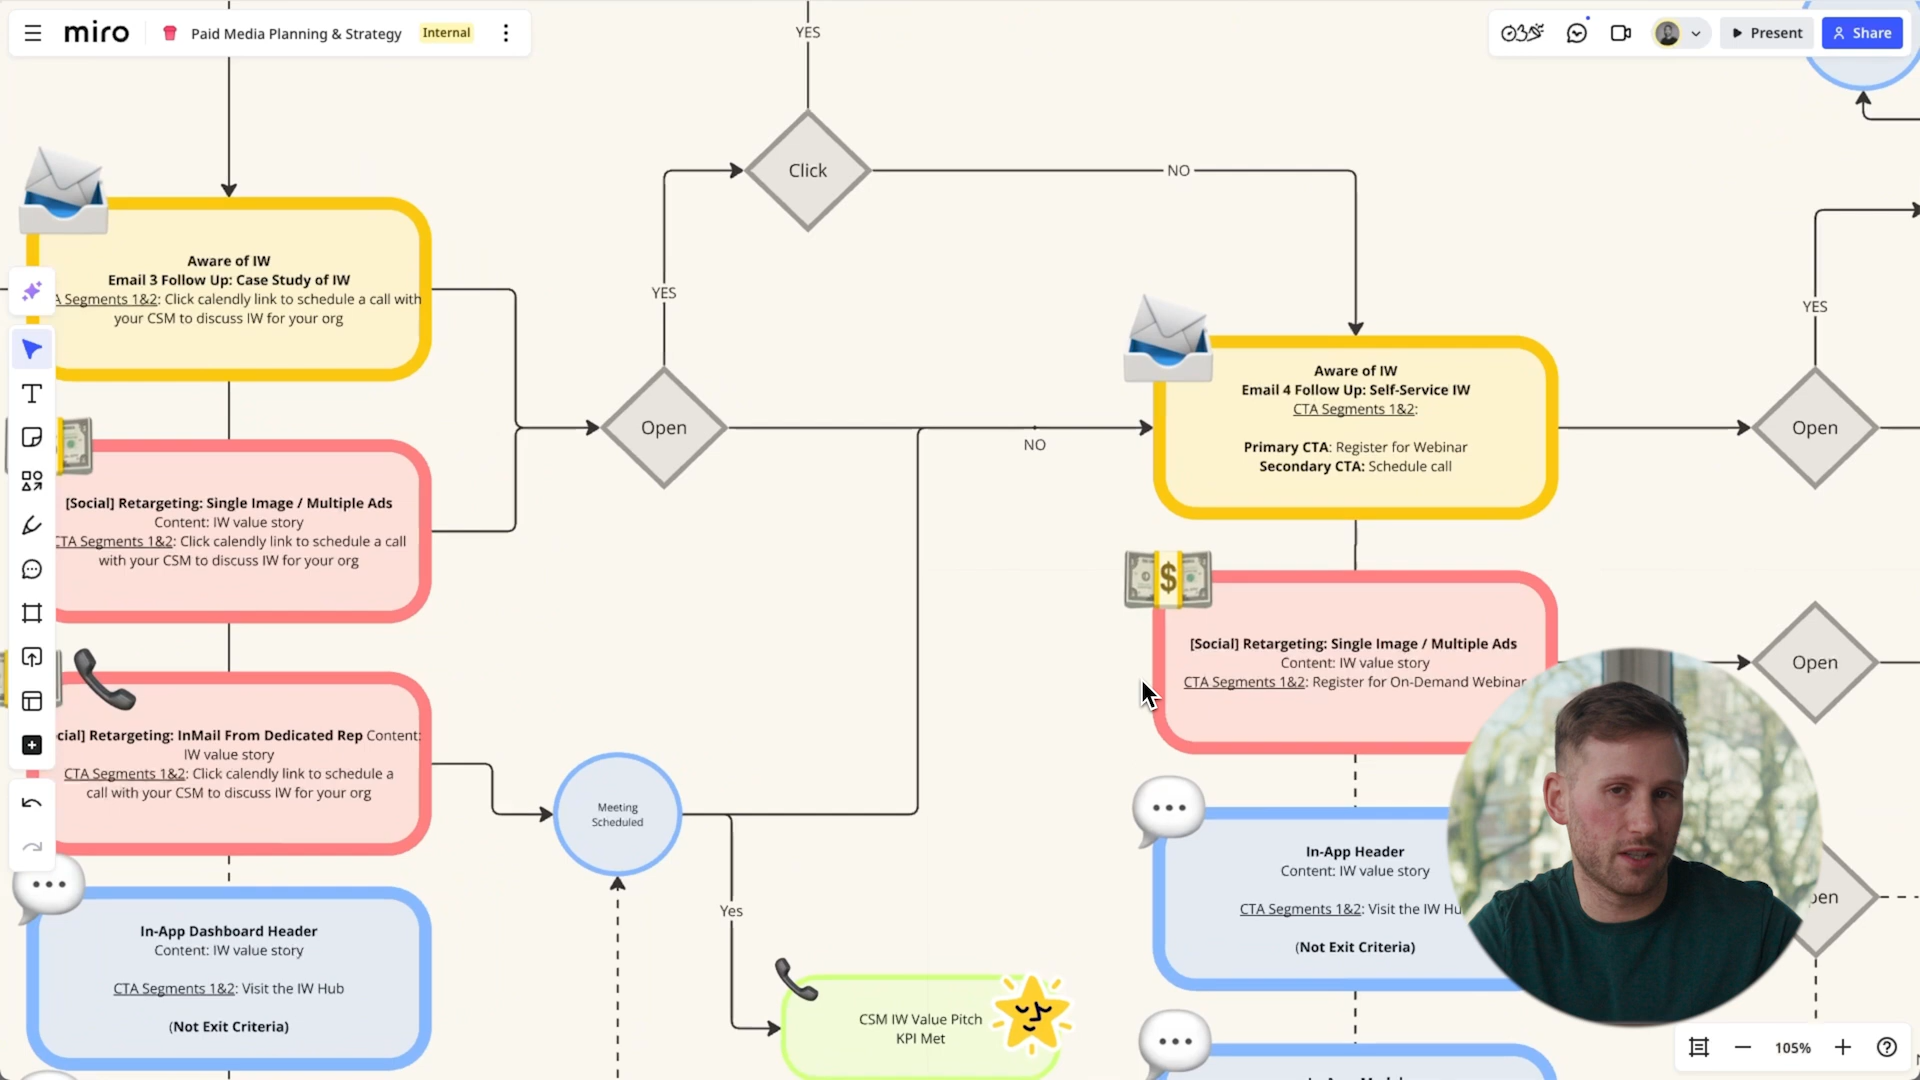 miro
Paid Media Planning & Strategy
Internal
Present
Share
YES
Click
NO
YES
Open
NO
Aware of IW
Email 3 Follow Up: Case Study of IW
Segments 1&2: Click calendly link to schedule a call with
your CSM to discuss IW for your org
[Social] Retargeting: Single Image / Multiple Ads
Content: IW value story
CTA Segments 1&2: Click calendly link to schedule a call
with your CSM to discuss IW for your org
Retargeting: InMail From Dedicated Rep Content:
IW value story
CTA Segments 1&2: Click calendly link to schedule a
call with your CSM to discuss IW for your org
In-App Dashboard Header
Content: IW value story
CTA Segments 1&2: Visit the IW Hub
(Not Exit Criteria)
Meeting
Scheduled
Yes
CSM IW Value Pitch
KPI Met
Aware of IW
Email 4 Follow Up: Self-Service IW
CTA Segments 1&2:
Primary CTA: Register for Webinar
Secondary CTA: Schedule call
[Social] Retargeting: Single Image / Multiple Ads
Content: IW value story
CTA Segments 1&2: Register for On-Demand Webinar
In-App Header
Content: IW value story
CTA Segments 1&2: Visit the IW
(Not Exit Criteria)
YES
Open
Open
105%